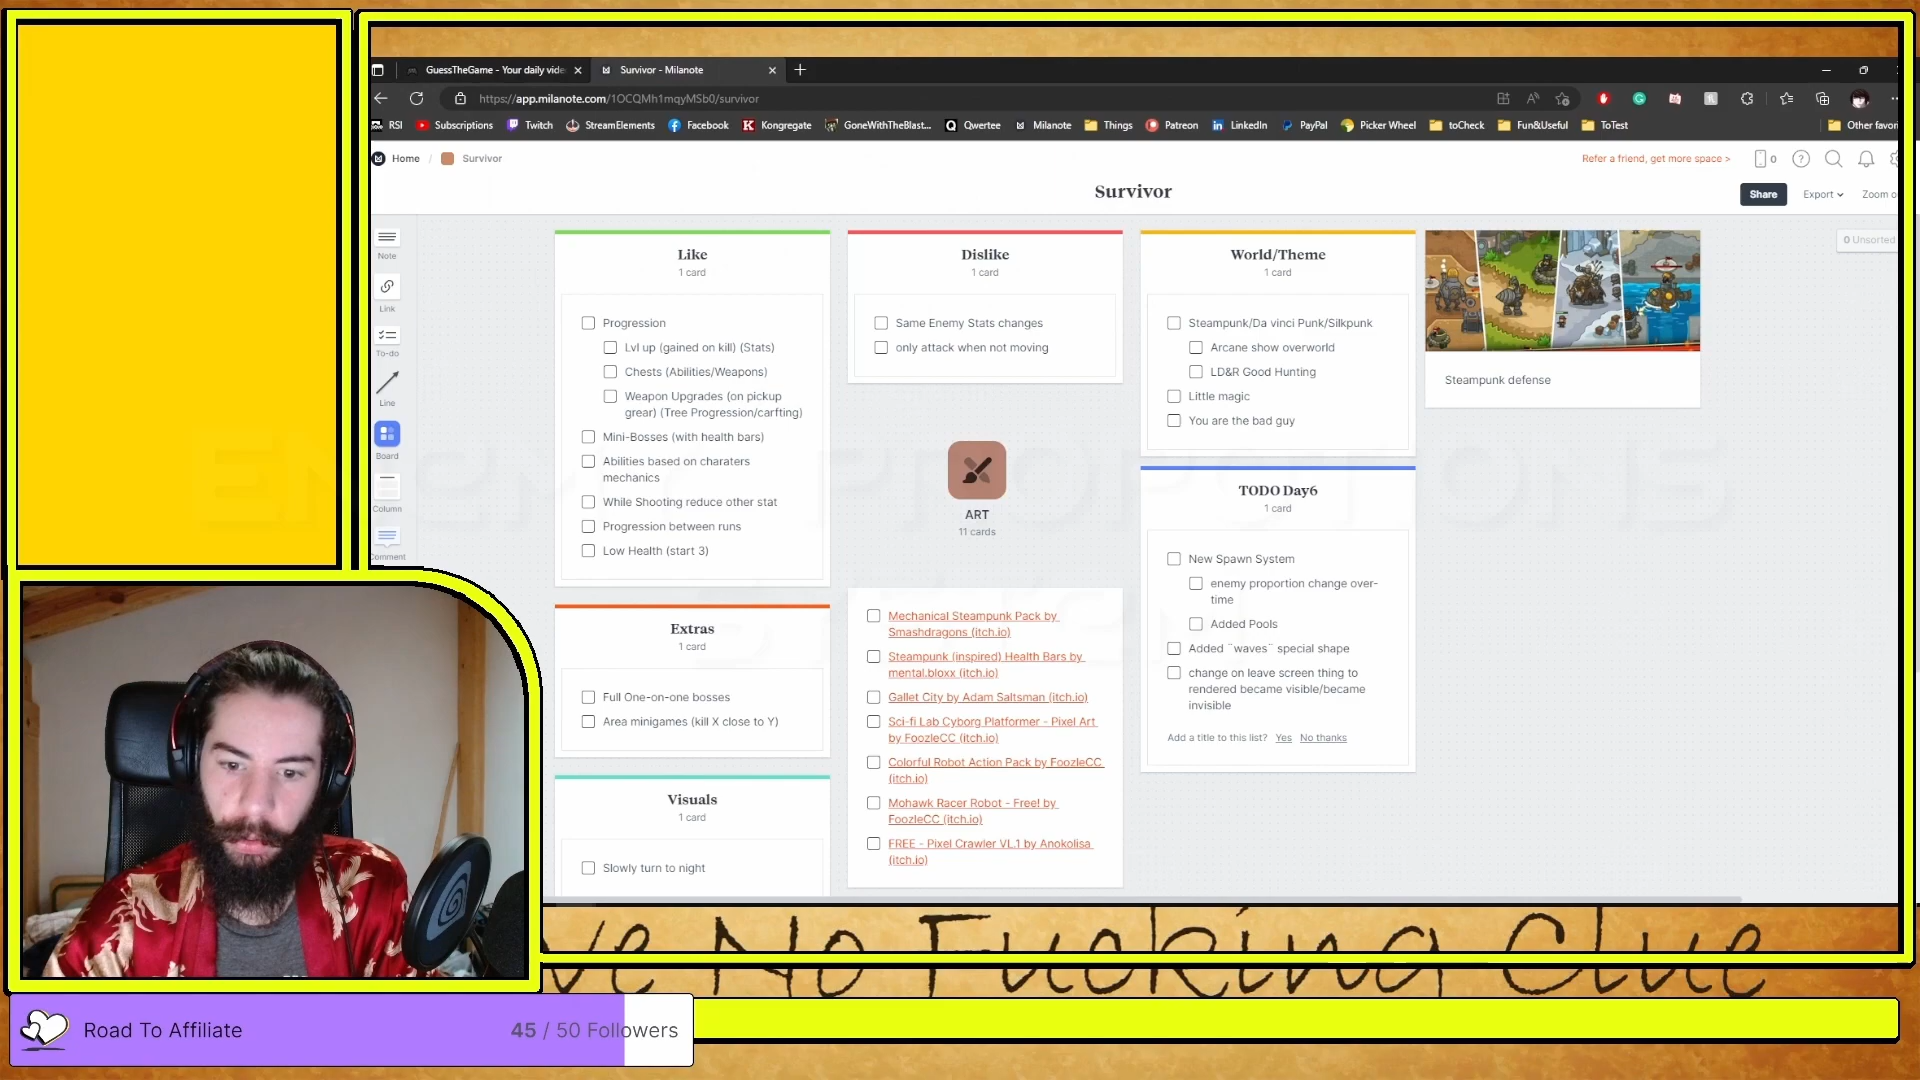 GuessTheGame - Your daily vide
Survivor - Milanote
https://app.milanote.com/1OCQMh1mqyMSb0/survivor
RSI
Subscriptions
Twitch
StreamElements
Facebook
Kongregate
GoneWithTheBlast...
Qwertee
Milanote
Things
Patreon
LinkedIn
PayPal
Picker Wheel
toCheck
Fun&Useful
ToTest
Other favori
Home / Survivor
Refer a friend, get more space >
0
Survivor
Share
Export
Zoom o
0 Unsorted
Note
Link
To-do
Line
Board
Column
Comment
Like
1 card
Progression
Lvl up (gained on kill) (Stats)
Chests (Abilities/Weapons)
Weapon Upgrades (on pickup
grear) (Tree Progression/carfting)
Mini-Bosses (with health bars)
Abilities based on charaters
mechanics
While Shooting reduce other stat
Progression between runs
Low Health (start 3)
Extras
1 card
Full One-on-one bosses
Area minigames (kill X close to Y)
Visuals
1 card
Slowly turn to night
Dislike
1 card
Same Enemy Stats changes
only attack when not moving
ART
11 cards
Mechanical Steampunk Pack by
Smashdragons (itch.io)
Steampunk (inspired) Health Bars by
mental.bloxx (itch.io)
Gallet City by Adam Saltsman (itch.io)
Sci-fi Lab Cyborg Platformer - Pixel Art
by FoozleCC (itch.io)
Colorful Robot Action Pack by FoozleCC
(itch.io)
Mohawk Racer Robot - Free! by
FoozleCC (itch.io)
FREE - Pixel Crawler VL.1 by Anokolisa
(itch.io)
World/Theme
1 card
Steampunk/Da vinci Punk/Silkpunk
Arcane show overworld
LD&R Good Hunting
Little magic
You are the bad guy
TODO Day6
1 card
New Spawn System
enemy proportion change over-
time
Added Pools
Added ¨waves¨ special shape
change on leave screen thing to
rendered became visible/became
invisible
Add a title to this list? Yes No thanks
Steampunk defense
ve No Fucking Clue
Road To Affiliate
45 / 50 Followers